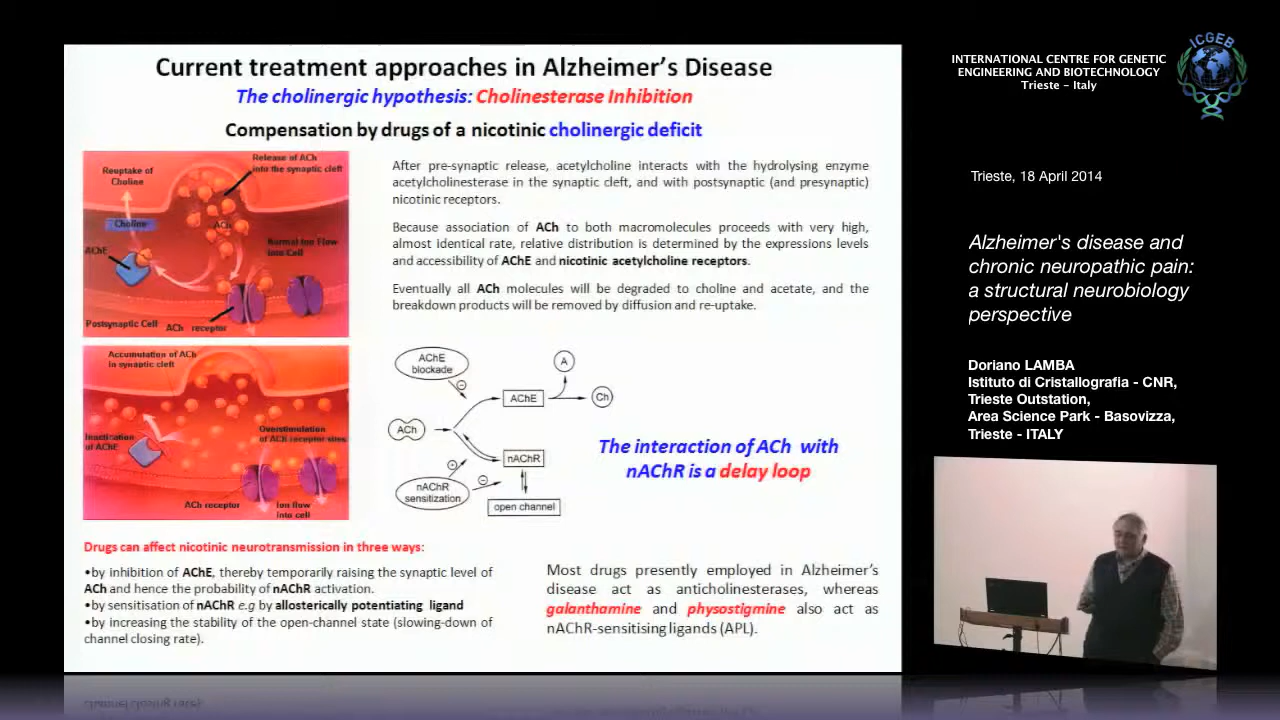 Current treatment approaches in Alzheimer's Disease
The cholinergic hypothesis: Cholinesterase Inhibition
Compensation by drugs of a nicotinic cholinergic deficit
Release of ACh
into the synaptic cleft
Reuptake of
Choline
Choline
ACh
AChE
Normal Ion Flow
into Cell
Postsynaptic Cell
ACh receptor
After pre-synaptic release, acetylcholine interacts with the hydrolysing enzyme
acetylcholinesterase in the synaptic cleft, and with postsynaptic (and presynaptic)
nicotinic receptors.
Because association of ACh to both macromolecules proceeds with very high,
almost identical rate, relative distribution is determined by the expressions levels
and accessibility of AChE and nicotinic acetylcholine receptors.
Eventually all ACh molecules will be degraded to choline and acetate, and the
breakdown products will be removed by diffusion and re-uptake.
Accumulation of ACh
in synaptic cleft
Inactivation
of AChE
Overstimulation
of ACh receptor sites
ACh receptor
Ion flow
into cell
AChE
blockade
A
AChE
Ch
ACh
nAChR
nAChR
sensitization
open channel
The interaction of ACh with
nAChR is a delay loop
Drugs can affect nicotinic neurotransmission in three ways:
•by inhibition of AChE, thereby temporarily raising the synaptic level of
ACh and hence the probability of nAChR activation.
•by sensitisation of nAChR e.g by allosterically potentiating ligand
•by increasing the stability of the open-channel state (slowing-down of
channel closing rate).
Most drugs presently employed in Alzheimer's
disease act as anticholinesterases, whereas
galanthamine and physostigmine also act as
nAChR-sensitising ligands (APL).
INTERNATIONAL CENTRE FOR GENETIC
ENGINEERING AND BIOTECHNOLOGY
Trieste - Italy
ICGEB
Trieste, 18 April 2014
Alzheimer's disease and
chronic neuropathic pain:
a structural neurobiology
perspective
Doriano LAMBA
Istituto di Cristallografia - CNR,
Trieste Outstation,
Area Science Park - Basovizza,
Trieste - ITALY